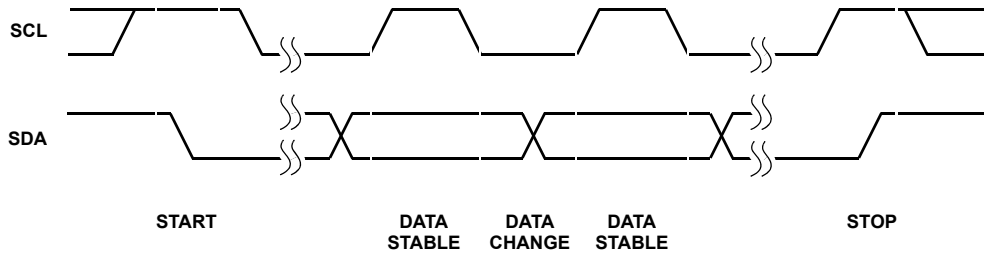 SCL
SDA
START
DATA
STABLE
DATA
CHANGE
DATA
STABLE
STOP